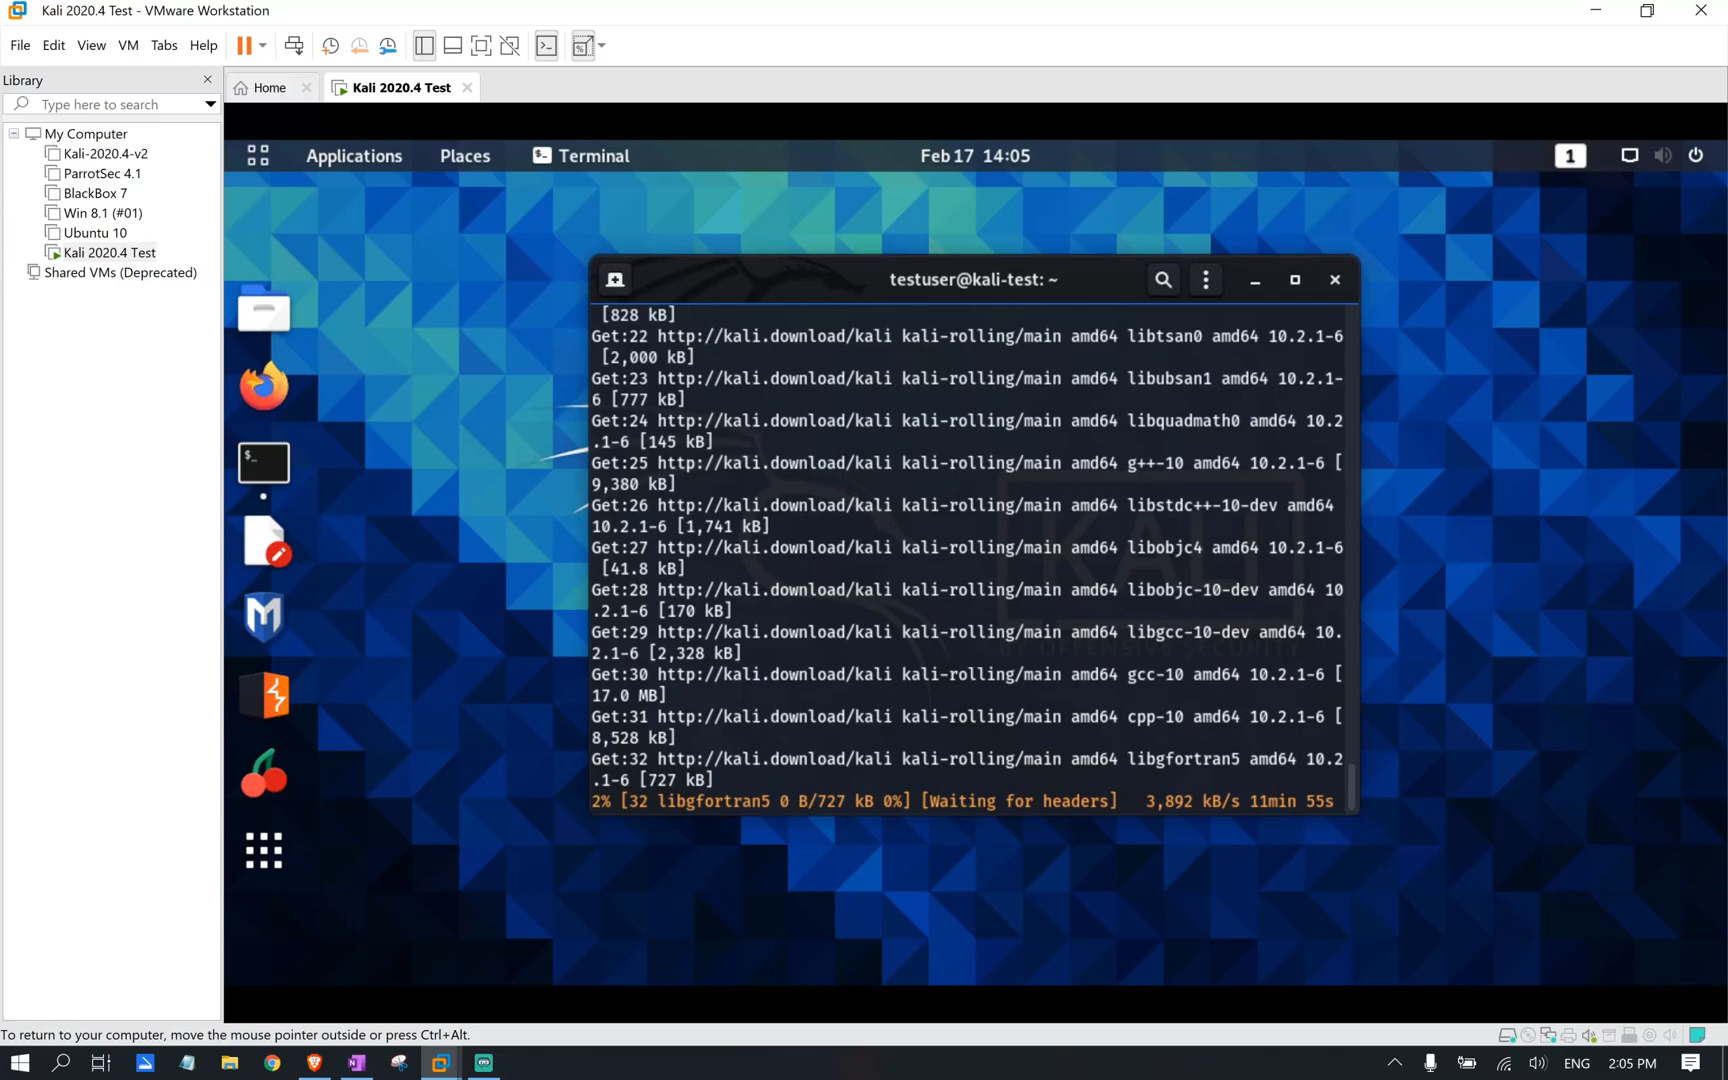 Kali 2020.4 Test - VMware Workstation
File Edit View VM Tabs Help
Library
Type here to search
My Computer
Kali-2020.4-v2
ParrotSec 4.1
BlackBox 7
Win 8.1 (#01)
Ubuntu 10
Kali 2020.4 Test
Shared VMs (Deprecated)
Home Kali 2020.4 Test
Applications Places Terminal Feb 17 14:05 1
testuser@kali-test: ~
[828 kB]
Get:22 http://kali.download/kali kali-rolling/main amd64 libtsan0 amd64 10.2.1-6
[2,000 kB]
Get:23 http://kali.download/kali kali-rolling/main amd64 libubsan1 amd64 10.2.1-
6 [777 kB]
Get:24 http://kali.download/kali kali-rolling/main amd64 libquadmath0 amd64 10.2
.1-6 [145 kB]
Get:25 http://kali.download/kali kali-rolling/main amd64 g++-10 amd64 10.2.1-6 [
9,380 kB]
Get:26 http://kali.download/kali kali-rolling/main amd64 libstdc++-10-dev amd64
10.2.1-6 [1,741 kB]
Get:27 http://kali.download/kali kali-rolling/main amd64 libobjc4 amd64 10.2.1-6
[41.8 kB]
Get:28 http://kali.download/kali kali-rolling/main amd64 libobjc-10-dev amd64 10
.2.1-6 [170 kB]
Get:29 http://kali.download/kali kali-rolling/main amd64 libgcc-10-dev amd64 10.
2.1-6 [2,328 kB]
Get:30 http://kali.download/kali kali-rolling/main amd64 gcc-10 amd64 10.2.1-6 [
17.0 MB]
Get:31 http://kali.download/kali kali-rolling/main amd64 cpp-10 amd64 10.2.1-6 [
8,528 kB]
Get:32 http://kali.download/kali kali-rolling/main amd64 libgfortran5 amd64 10.2
.1-6 [727 kB]
2% [32 libgfortran5 0 B/727 kB 0%] [Waiting for headers] 3,892 kB/s 11min 55s
KALI
BY OFFENSIVE SECURITY
To return to your computer, move the mouse pointer outside or press Ctrl+Alt.
ENG 2:05 PM